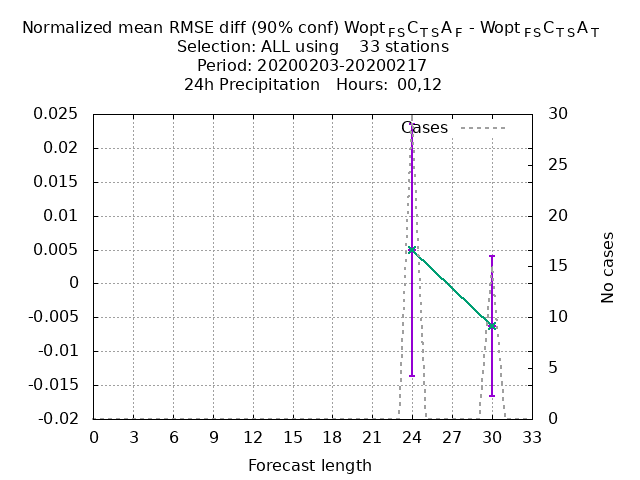 Normalized mean RMSE diff (90% conf) Wopt FS C TS A F - Wopt FS C TS A T
Selection: ALL using 33 stations
Period: 20200203-20200217
24h Precipitation Hours: 00,12
Cases
0.025
0.02
0.015
0.01
0.005
0
-0.005
-0.01
-0.015
-0.02
30
25
20
15
10
5
0
No cases
0 3 6 9 12 15 18 21 24 27 30 33
Forecast length